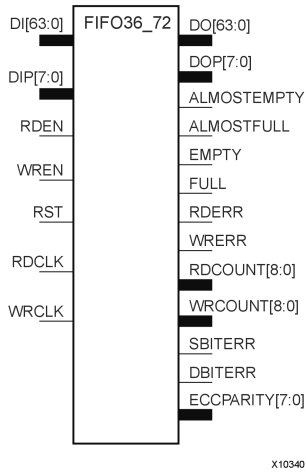 FIFO36_72
DI[63:0]
DIP[7:0]
RDEN
WREN
RST
RDCLK
WRCLK
DO[63:0]
DOP[7:0]
ALMOSTEMPTY
ALMOSTFULL
EMPTY
FULL
RDERR
WRERR
RDCOUNT[8:0]
WRCOUNT[8:0]
SBITERR
DBITERR
ECCPARITY[7:0]
X10340